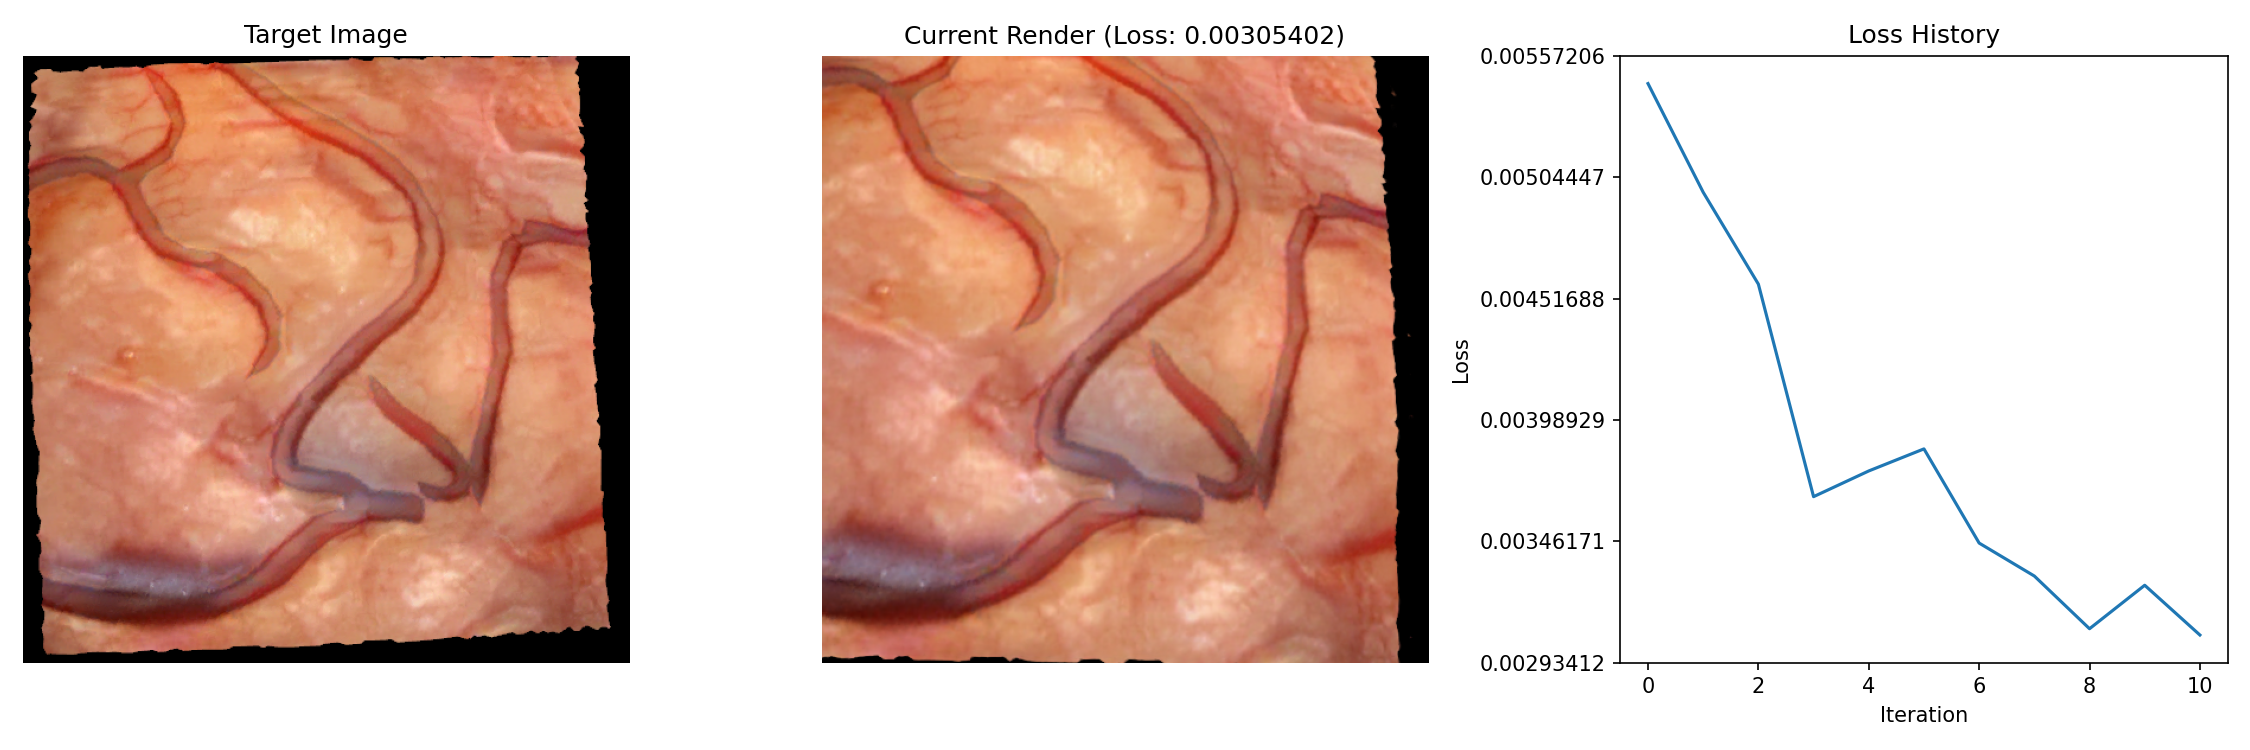 Target Image
Current Render (Loss: 0.00305402)
Loss History
0.00557206
0.00504447
0.00451688
0.00398929
0.00346171
0.00293412
Loss
0
2
4
6
8
10
Iteration